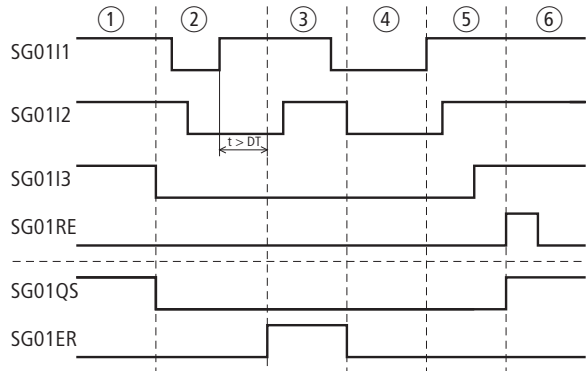 ① ② ③ ④ ⑤ ⑥
SG01I1
SG01I2
t > DT
SG01I3
SG01RE
SG01QS
SG01ER